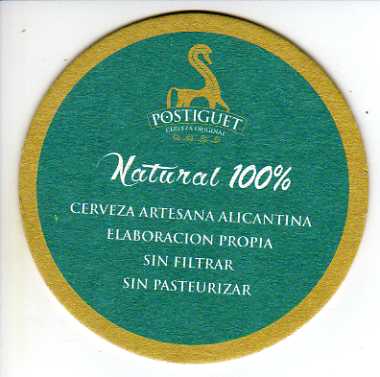 POSTIGUET
CERVEZA ORIGINAL
Natural 100%
CERVEZA ARTESANA ALICANTINA
ELABORACION PROPIA
SIN FILTRAR
SIN PASTEURIZAR